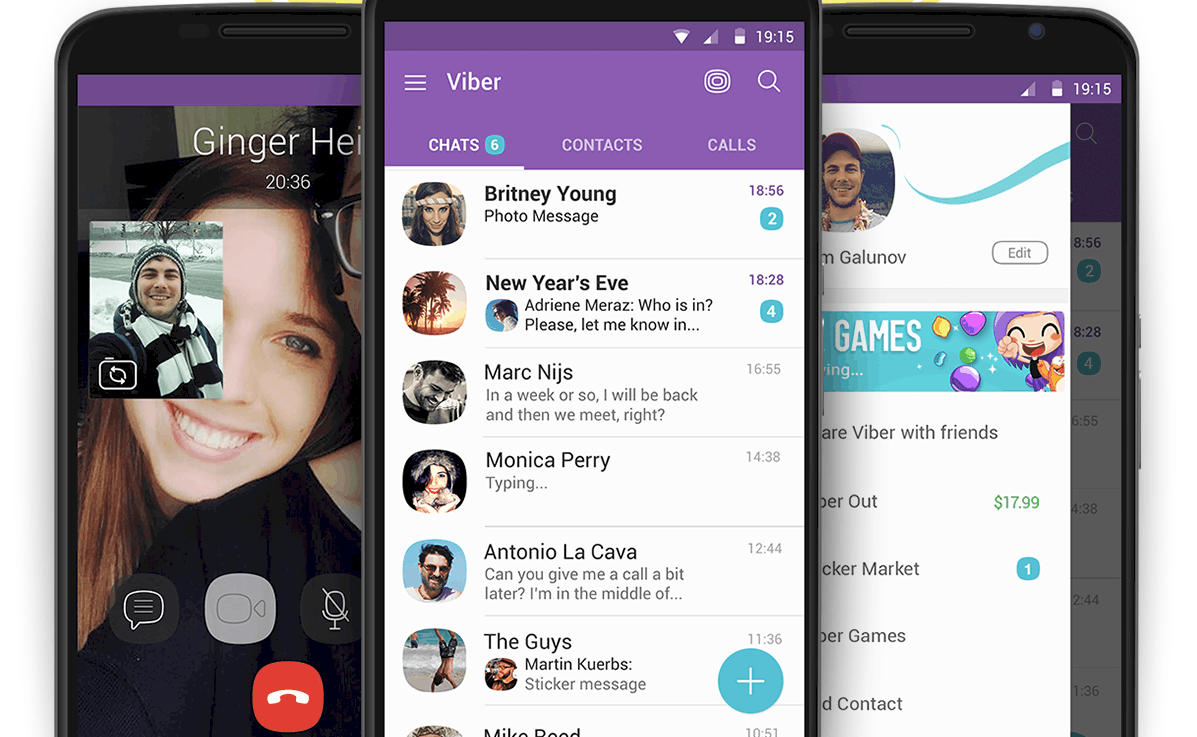 Ginger Hei
20:36
19:15
Viber
CHATS 6
CONTACTS
CALLS
Britney Young
18:56
Photo Message
2
New Year's Eve
18:28
Adriene Meraz: Who is in?
Please, let me know in...
4
Marc Nijs
16:55
In a week or so, I will be back
and then we meet, right?
Monica Perry
14:38
Typing...
Antonio La Cava
12:44
Can you give me a call a bit
later? I'm in the middle of...
The Guys
11:36
Martin Kuerbs:
Sticker message
Mike Reed
10:51
19:15
m Galunov
Edit
8:56
2
GAMES
ing...
8:28
4
are Viber with friends
6:55
ber Out
$17.99
4:38
cker Market
1
2:44
ber Games
d Contact
1:36